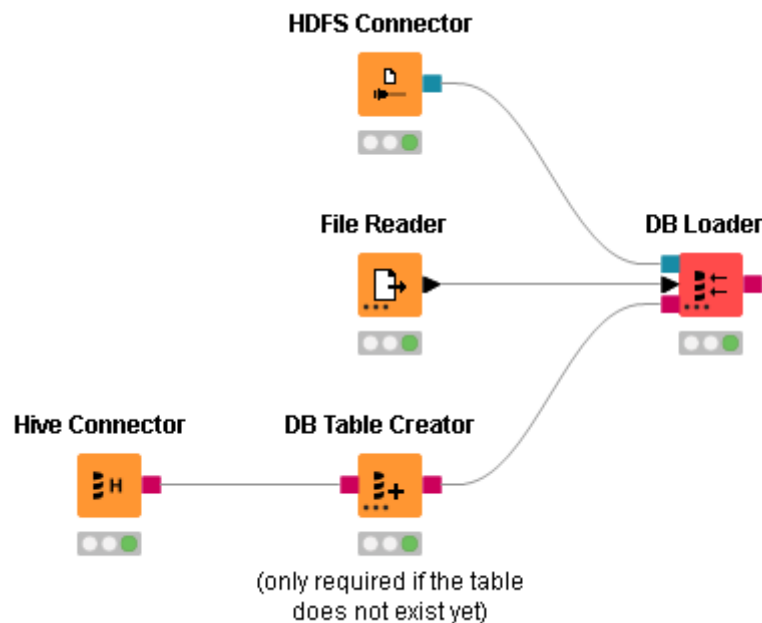 HDFS Connector
File Reader
DB Loader
Hive Connector
H
DB Table Creator
(only required if the table
does not exist yet)